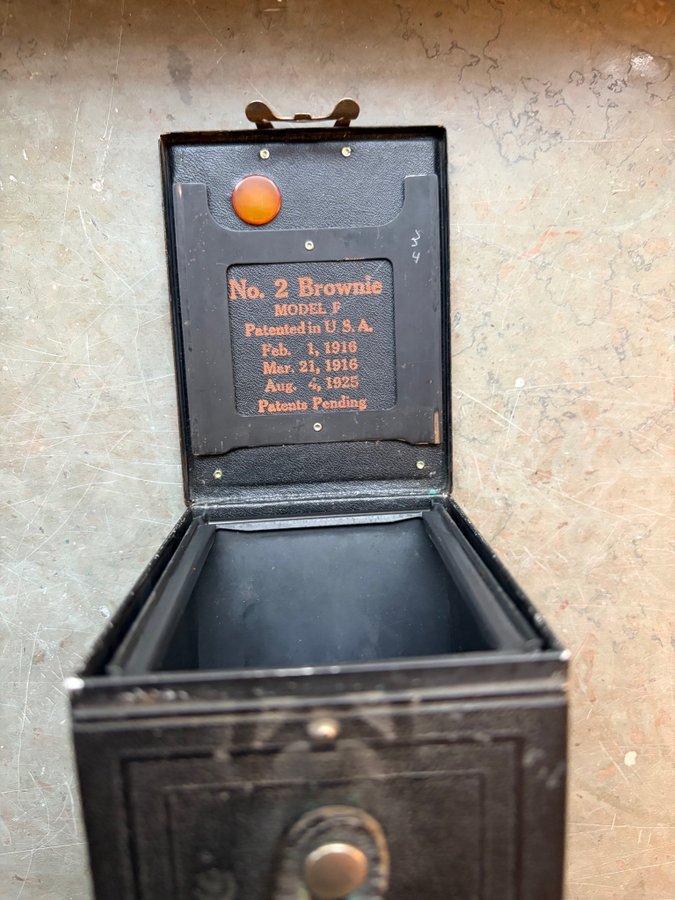 No. 2 Brownie
MODEL F
Patented in U. S. A.
Feb. 1, 1916
Mar. 21, 1916
Aug. 4, 1925
Patents Pending